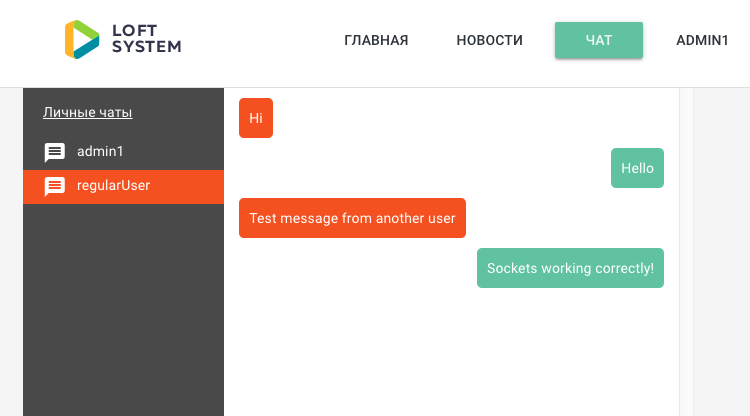 LOFT
SYSTEM
ГЛАВНАЯ НОВОСТИ ЧАТ ADMIN1
Личные чаты
admin1
regularUser
Hi
Hello
Test message from another user
Sockets working correctly!